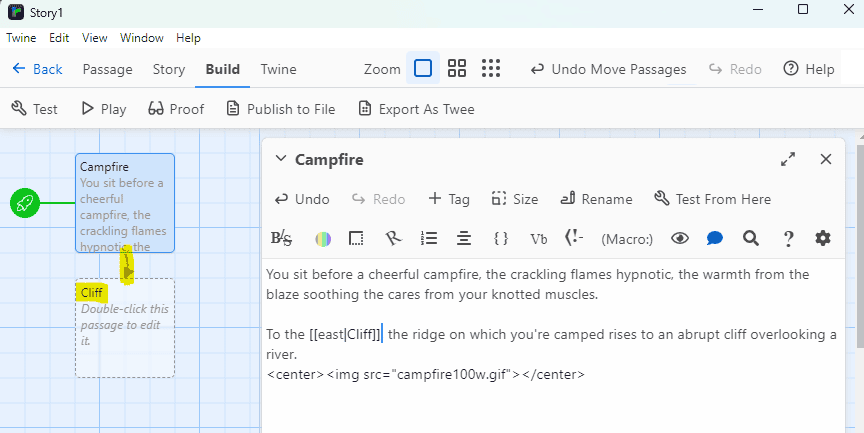 Story1
Twine Edit View Window Help
Back Passage Story Build Twine Zoom Undo Move Passages Redo Help
Test Play Proof Publish to File Export As Twee
Campfire
You sit before a
cheerful
campfire, the
crackling flames
hypnotic, the
Cliff
Double-click this
passage to edit
it.
Campfire
Undo Redo + Tag Size Rename Test From Here
B/S {} Vb (Macro:) ?
You sit before a cheerful campfire, the crackling flames hypnotic, the warmth from the
blaze soothing the cares from your knotted muscles.
To the [[east|Cliff]] the ridge on which you're camped rises to an abrupt cliff overlooking a
river.
<center><img src="campfire100w.gif"></center>